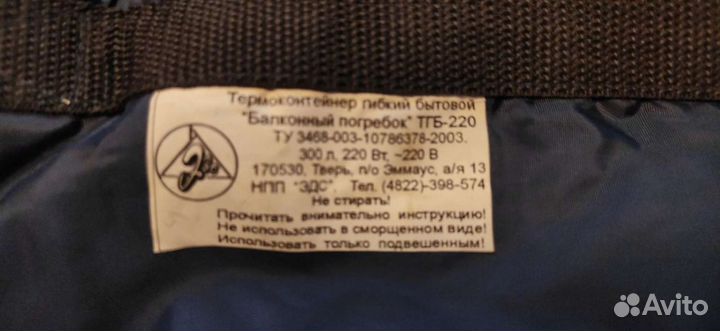 Термоконтейнер гибкий бытовой
"Балконный погребок" ТГБ-220
ТУ 3468-003-10786378-2003.
300 л, 220 Вт, ~220 В
170530, Тверь, п/о Эммаус, а/я 13
НПП "ЭДС". Тел. (4822)-398-574
Не стирать!
Прочитать внимательно инструкцию!
Не использовать в сморщенном виде!
Использовать только подвешенным!
Avito